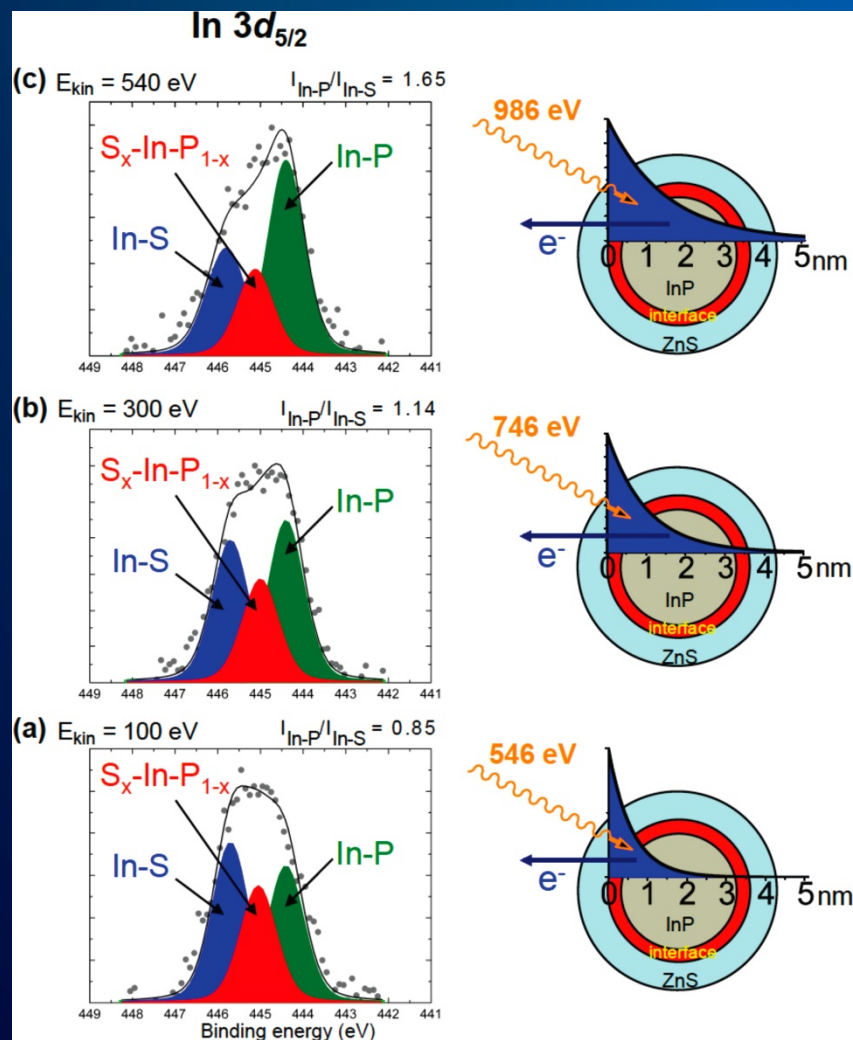 In 3d5/2
(c) Ekin = 540 eV IIn-P/IIn-S = 1.65
Sx-In-P1-x
In-P
In-S
449 448 447 446 445 444 443 442 441
986 eV
e-
0 1 2 3 4 5nm
InP
interface
ZnS
(b) Ekin = 300 eV IIn-P/IIn-S = 1.14
Sx-In-P1-x
In-P
In-S
449 448 447 446 445 444 443 442 441
746 eV
e-
0 1 2 3 4 5nm
InP
interface
ZnS
(a) Ekin = 100 eV IIn-P/IIn-S = 0.85
Sx-In-P1-x
In-S
In-P
449 448 447 446 445 444 443 442 441
Binding energy (eV)
546 eV
e-
0 1 2 3 4 5nm
InP
interface
ZnS